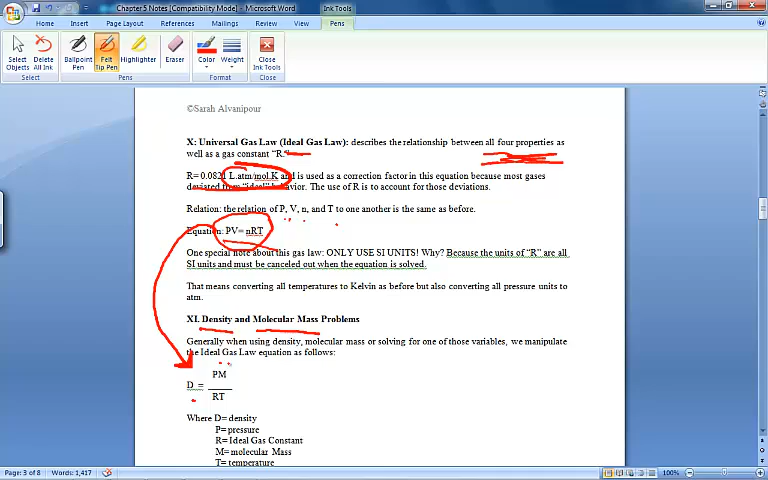 Chapter 5 Notes [Compatibility Mode] - Microsoft Word
Ink Tools
Home Insert Page Layout References Mailings Review View Pens
Select Objects
Delete All Ink
Ballpoint Pen
Felt Tip Pen
Highlighter
Eraser
Color
Weight
Close Ink Tools
Select Pens Format Close
©Sarah Alvanipour
X: Universal Gas Law (Ideal Gas Law): describes the relationship between all four properties as
well as a gas constant “R.”
R= 0.0821 L.atm/mol.K and is used as a correction factor in this equation because most gases
deviated from “ideal” behavior. The use of R is to account for those deviations.
Relation: the relation of P, V, n, and T to one another is the same as before.
Equation: PV= nRT
One special note about this gas law: ONLY USE SI UNITS! Why? Because the units of “R” are all
SI units and must be canceled out when the equation is solved.
That means converting all temperatures to Kelvin as before but also converting all pressure units to
atm.
XI. Density and Molecular Mass Problems
Generally when using density, molecular mass or solving for one of those variables, we manipulate
the Ideal Gas Law equation as follows:
PM
D =
RT
Where D= density
P= pressure
R= Ideal Gas Constant
M= molecular Mass
T= temperature
Page: 3 of 8 Words: 1,417
100%